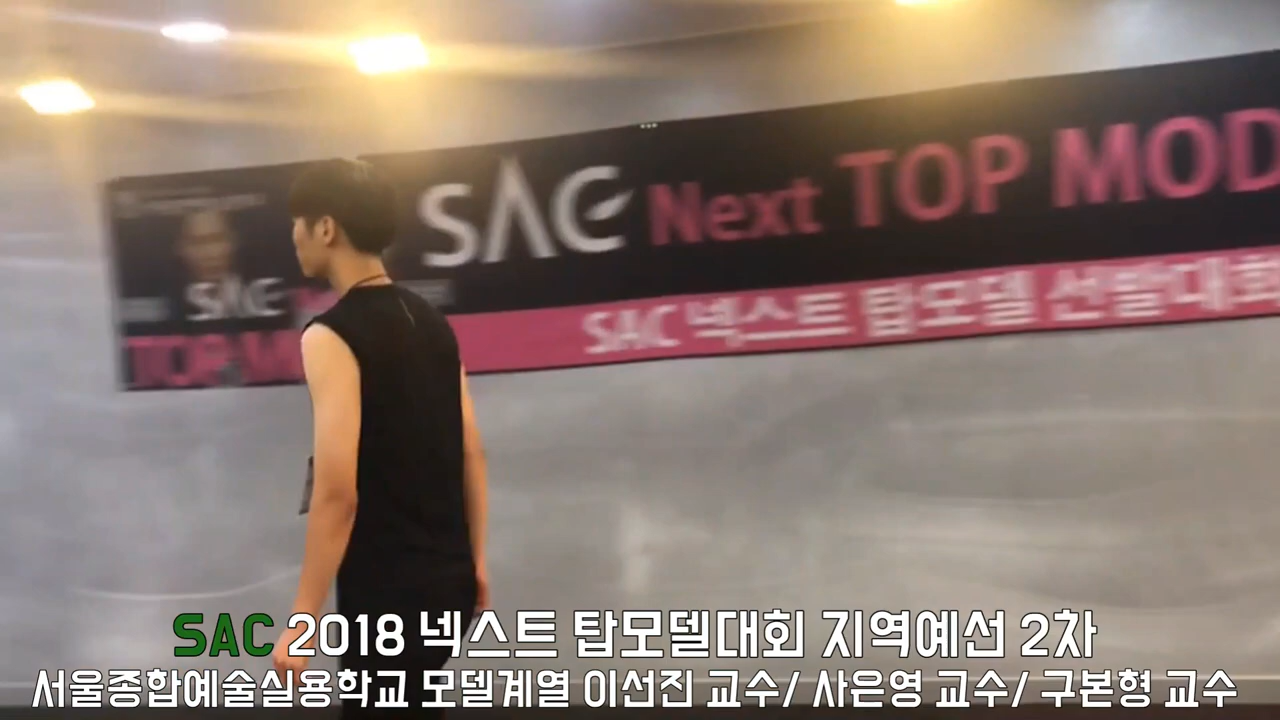 SAC Next TOP MOD
SAC 넥스트 탑모델 선발대회
SAC
TOP M
SAC 2018 넥스트 탑모델대회 지역예선 2차
서울종합예술실용학교 모델계열 이선진 교수/ 사은영 교수/ 구본형 교수